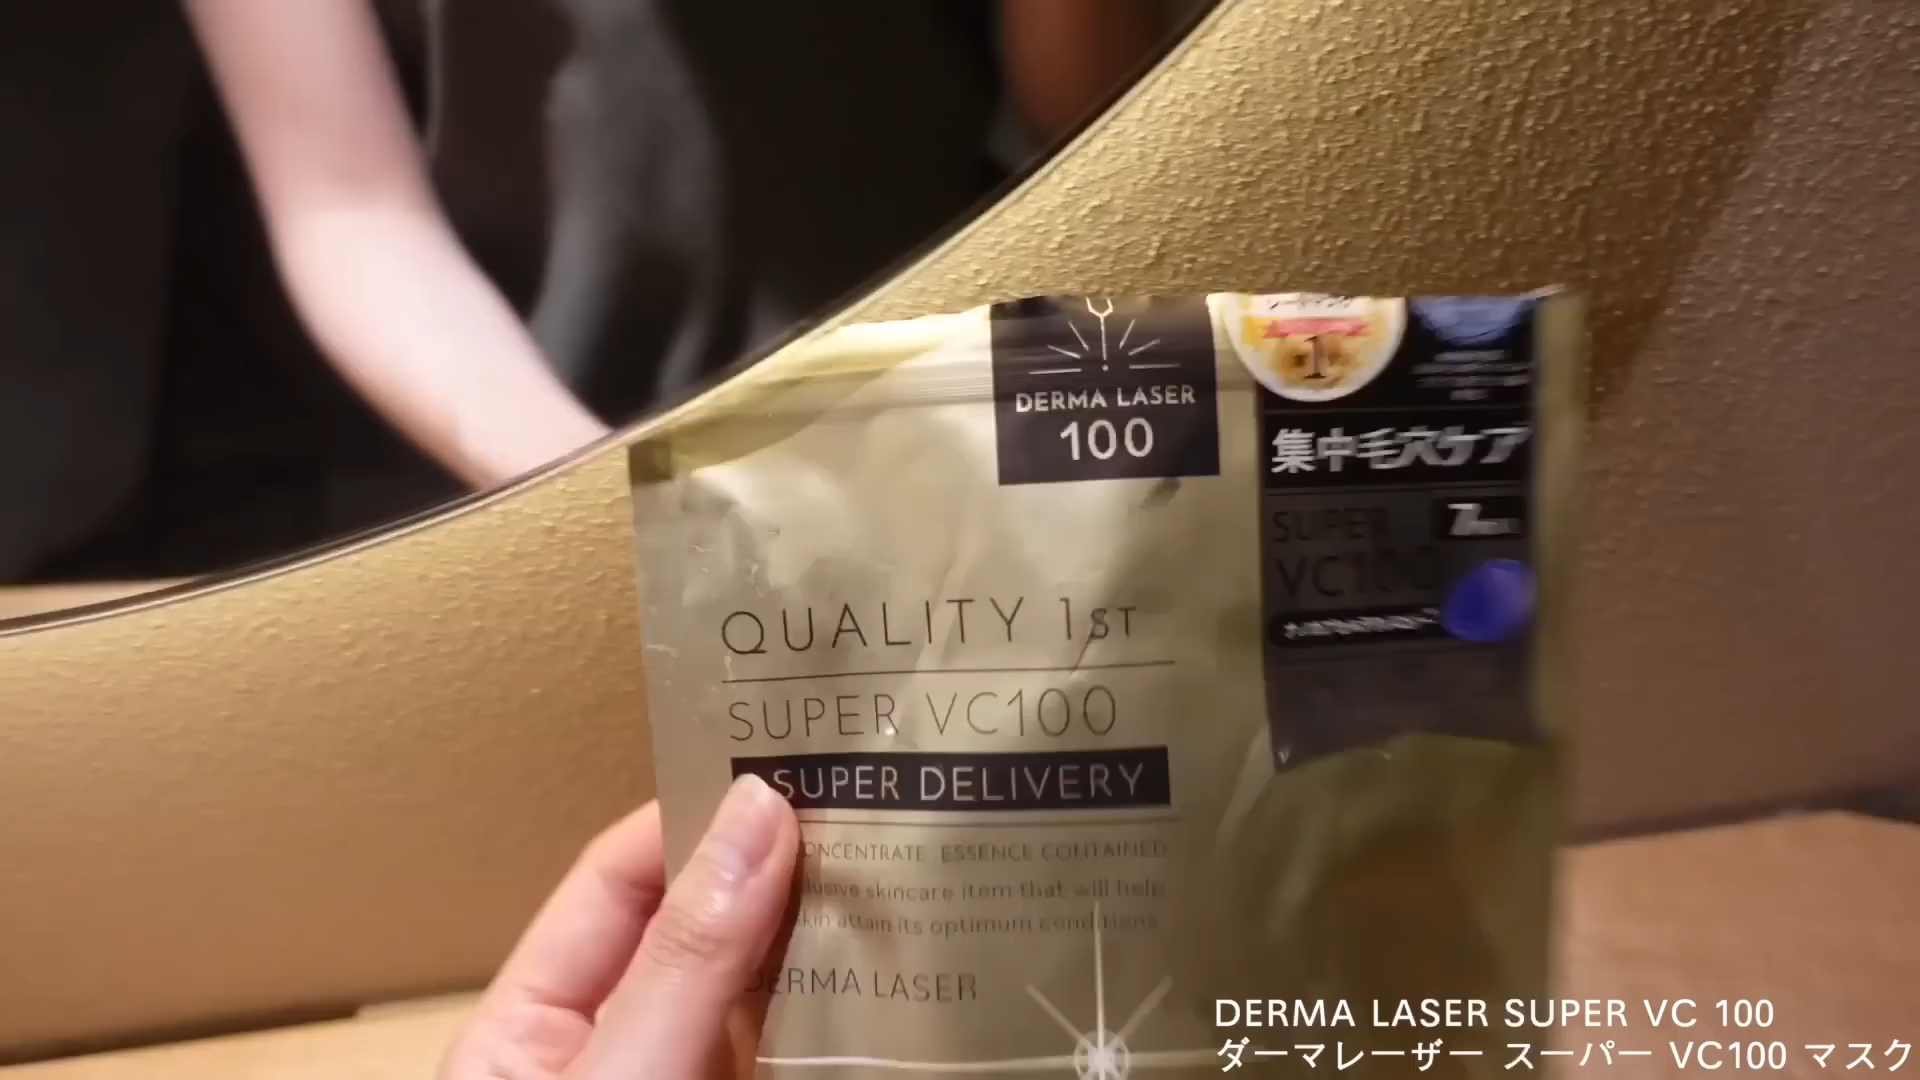 DERMA LASER
100
1
集中毛穴ケア
SUPER
VC100
QUALITY 1ST
SUPER VC100
SUPER DELIVERY
ESSENCE CONTAINED
skincare item that will help
attain its optimum conditions
DERMA LASER
DERMA LASER SUPER VC 100
ダーマレーザー スーパー VC100 マスク